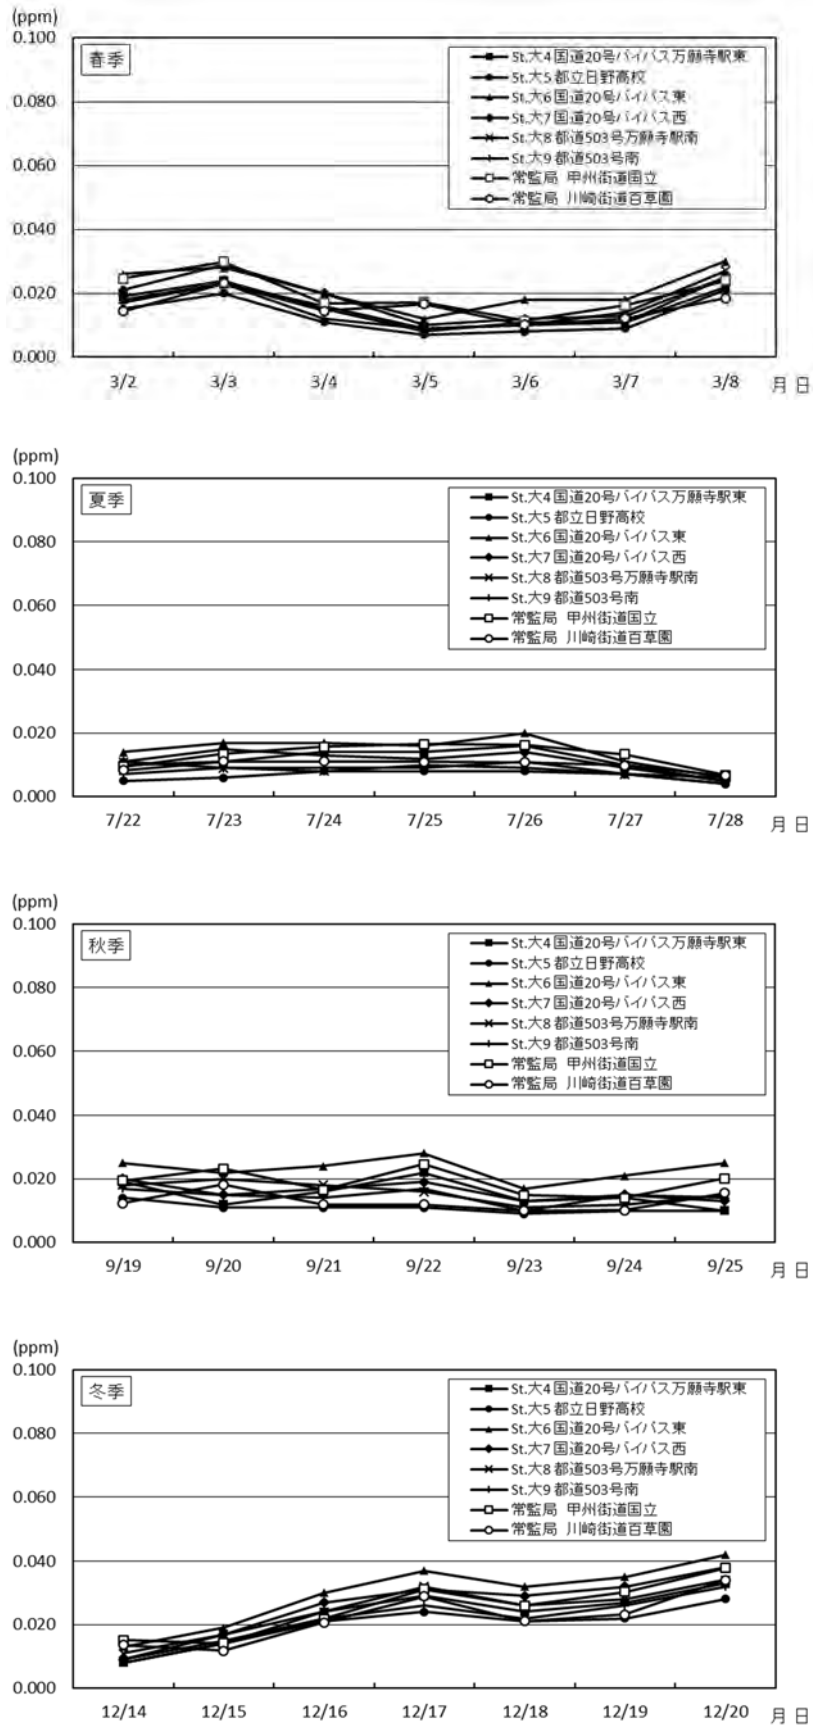 (ppm)
0.100
春季
St.大4 国道20号バイパス万願寺駅東
St.大5 都立日野高校
0.080
St.大6 国道20号バイパス東
St.大7 国道20号バイパス西
St.大8 都道503号万願寺駅南
0.060
St.大9 都道503号南
常監局 甲州街道国立
常監局 川崎街道百草園
0.040
0.020
0.000
3/2 3/3 3/4 3/5 3/6 3/7 3/8 月日
(ppm)
0.100
夏季
St.大4 国道20号バイパス万願寺駅東
St.大5 都立日野高校
0.080
St.大6 国道20号バイパス東
St.大7 国道20号バイパス西
St.大8 都道503号万願寺駅南
0.060
St.大9 都道503号南
常監局 甲州街道国立
常監局 川崎街道百草園
0.040
0.020
0.000
7/22 7/23 7/24 7/25 7/26 7/27 7/28 月日
(ppm)
0.100
秋季
St.大4 国道20号バイパス万願寺駅東
St.大5 都立日野高校
0.080
St.大6 国道20号バイパス東
St.大7 国道20号バイパス西
St.大8 都道503号万願寺駅南
0.060
St.大9 都道503号南
常監局 甲州街道国立
常監局 川崎街道百草園
0.040
0.020
0.000
9/19 9/20 9/21 9/22 9/23 9/24 9/25 月日
(ppm)
0.100
冬季
St.大4 国道20号バイパス万願寺駅東
St.大5 都立日野高校
0.080
St.大6 国道20号バイパス東
St.大7 国道20号バイパス西
St.大8 都道503号万願寺駅南
0.060
St.大9 都道503号南
常監局 甲州街道国立
常監局 川崎街道百草園
0.040
0.020
0.000
12/14 12/15 12/16 12/17 12/18 12/19 12/20 月日